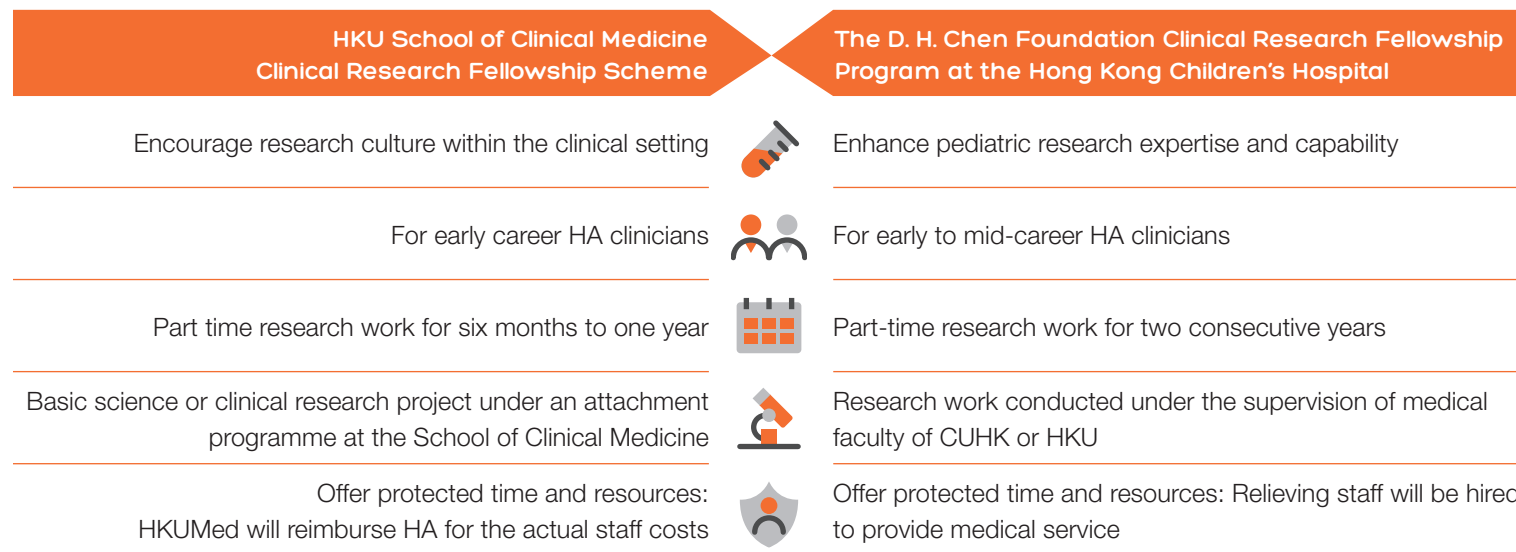 HKU School of Clinical Medicine
Clinical Research Fellowship Scheme
The D. H. Chen Foundation Clinical Research Fellowship
Program at the Hong Kong Children's Hospital
Encourage research culture within the clinical setting
Enhance pediatric research expertise and capability
For early career HA clinicians
For early to mid-career HA clinicians
Part time research work for six months to one year
Part-time research work for two consecutive years
Basic science or clinical research project under an attachment
programme at the School of Clinical Medicine
Research work conducted under the supervision of medical
faculty of CUHK or HKU
Offer protected time and resources:
HKUMed will reimburse HA for the actual staff costs
Offer protected time and resources: Relieving staff will be hired
to provide medical service